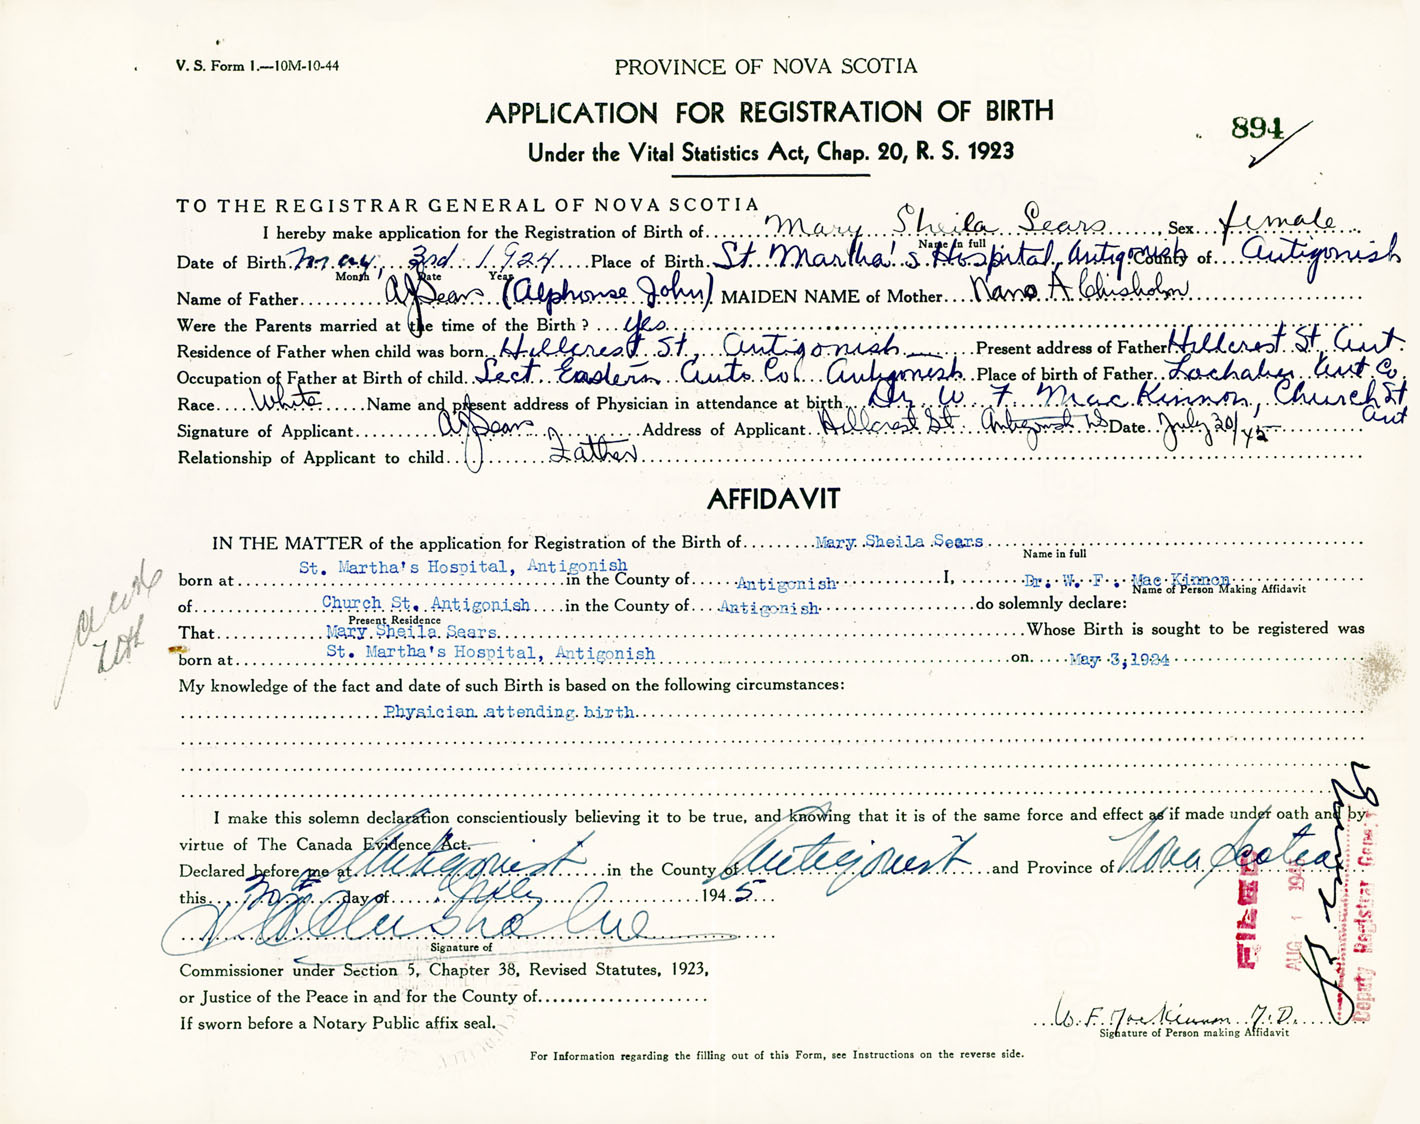 V. S. Form 1.—10M-10-44
PROVINCE OF NOVA SCOTIA
APPLICATION FOR REGISTRATION OF BIRTH
894
Under the Vital Statistics Act, Chap. 20, R. S. 1923
TO THE REGISTRAR GENERAL OF NOVA SCOTIA
I hereby make application for the Registration of Birth of Mary Sheila Sears Sex female
Name in full
Date of Birth May, 3rd 1924 Place of Birth St Martha's Hospital, Antigonish County of Antigonish
Month Date Year
Name of Father AJ Sears (Alphonse John) MAIDEN NAME of Mother Nana A Chisholm
Were the Parents married at the time of the Birth? yes
Residence of Father when child was born Hillcrest St, Antigonish Present address of Father Hillcrest St Ant
Occupation of Father at Birth of child Sect Eastern Auto Co Antigonish Place of birth of Father Lochaber Ant Co
Race White Name and present address of Physician in attendance at birth Dr W F MacKinnon, Church St Ant
Signature of Applicant AJ Sears Address of Applicant Hillcrest St Antigonish NS Date July 30/45
Relationship of Applicant to child Father
AFFIDAVIT
IN THE MATTER of the application for Registration of the Birth of Mary Sheila Sears
Name in full
born at St. Martha's Hospital, Antigonish in the County of Antigonish I, Dr. W. F. Mac Kinnon
Name of Person Making Affidavit
of Church St. Antigonish in the County of Antigonish do solemnly declare:
Present Residence
That Mary Sheila Sears Whose Birth is sought to be registered was
born at St. Martha's Hospital, Antigonish on May 3, 1924
My knowledge of the fact and date of such Birth is based on the following circumstances:
Physician attending birth
I make this solemn declaration conscientiously believing it to be true, and knowing that it is of the same force and effect as if made under oath and by
virtue of The Canada Evidence Act.
Declared before me at Antigonish in the County of Antigonish and Province of Nova Scotia
this 30 day of July 1945
Signature of
Commissioner under Section 5, Chapter 38, Revised Statutes, 1923,
or Justice of the Peace in and for the County of
If sworn before a Notary Public affix seal.
W. F. MacKinnon M.D.
Signature of Person making Affidavit
For Information regarding the filling out of this Form, see Instructions on the reverse side.
FILED
AUG 1 194
Deputy Registrar General